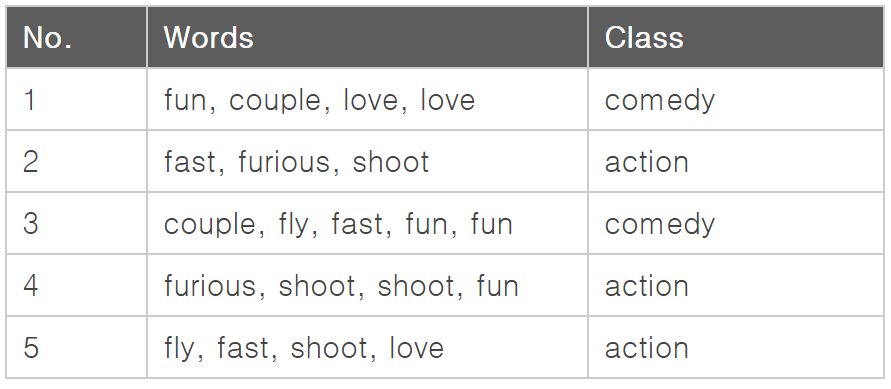 No. Words Class
1 fun, couple, love, love comedy
2 fast, furious, shoot action
3 couple, fly, fast, fun, fun comedy
4 furious, shoot, shoot, fun action
5 fly, fast, shoot, love action